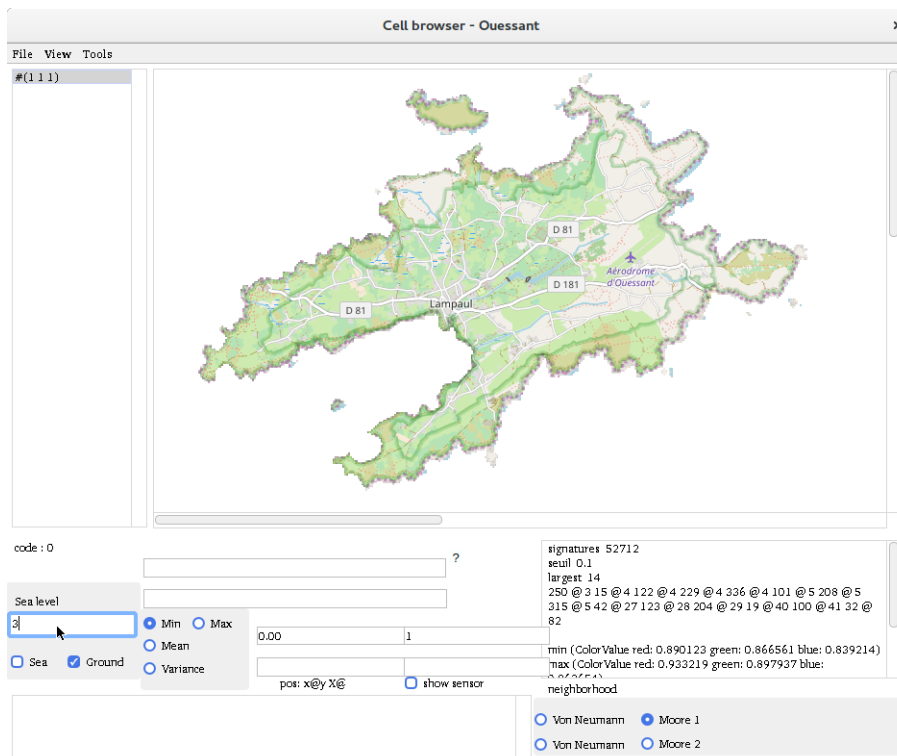 Cell browser - Ouessant
File View Tools
#(1 1 1)
D 81
Aérodrome
d'Ouessant
D 181
Lampaul
D 81
code : 0
?
Sea level
3
Sea
Ground
Min
Max
Mean
Variance
0.00
1
pos: x@y X@
show sensor
signatures 52712
seuil 0.1
largest 14
250 @ 3 15 @ 4 122 @ 4 229 @ 4 336 @ 4 101 @ 5 208 @ 5
315 @ 5 42 @ 27 123 @ 28 204 @ 29 19 @ 40 100 @ 41 32 @
82
min (ColorValue red: 0.890123 green: 0.866561 blue: 0.839214)
max (ColorValue red: 0.933219 green: 0.897937 blue:
neighborhood
Von Neumann
Moore 1
Von Neumann
Moore 2